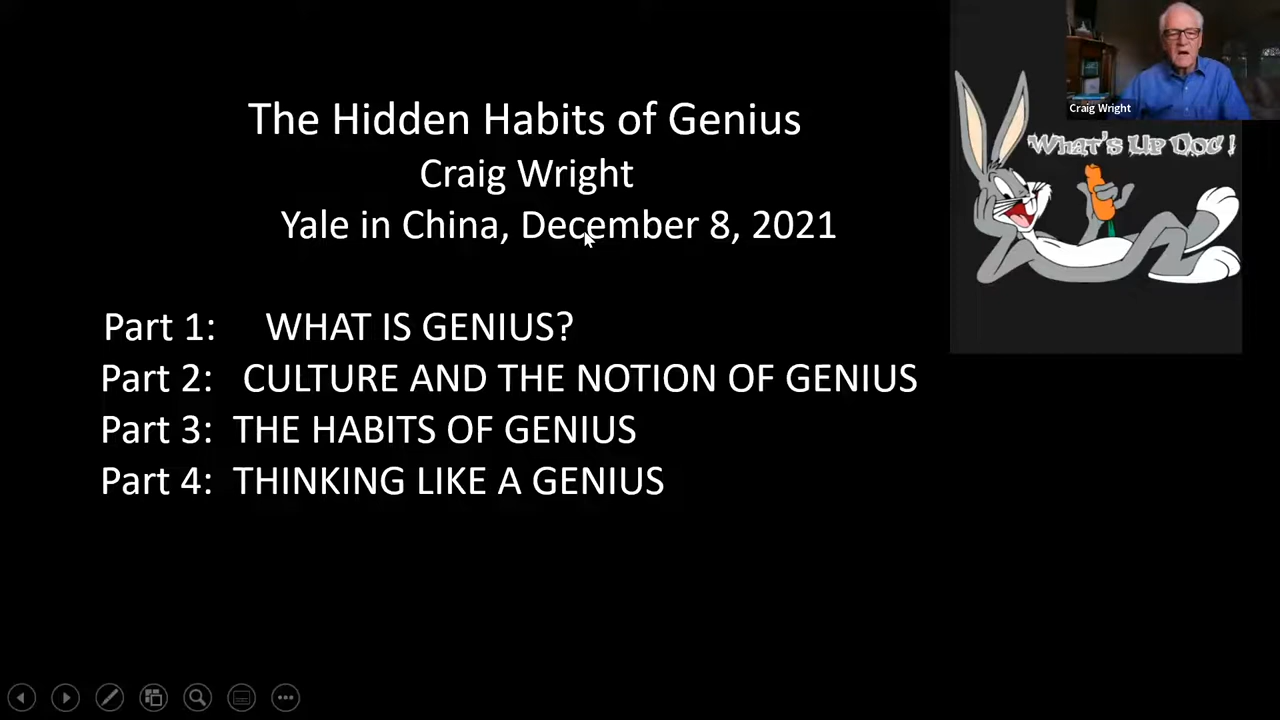 The Hidden Habits of Genius
Craig Wright
Yale in China, December 8, 2021
Part 1: WHAT IS GENIUS?
Part 2: CULTURE AND THE NOTION OF GENIUS
Part 3: THE HABITS OF GENIUS
Part 4: THINKING LIKE A GENIUS
Craig Wright
What's Up Doc!